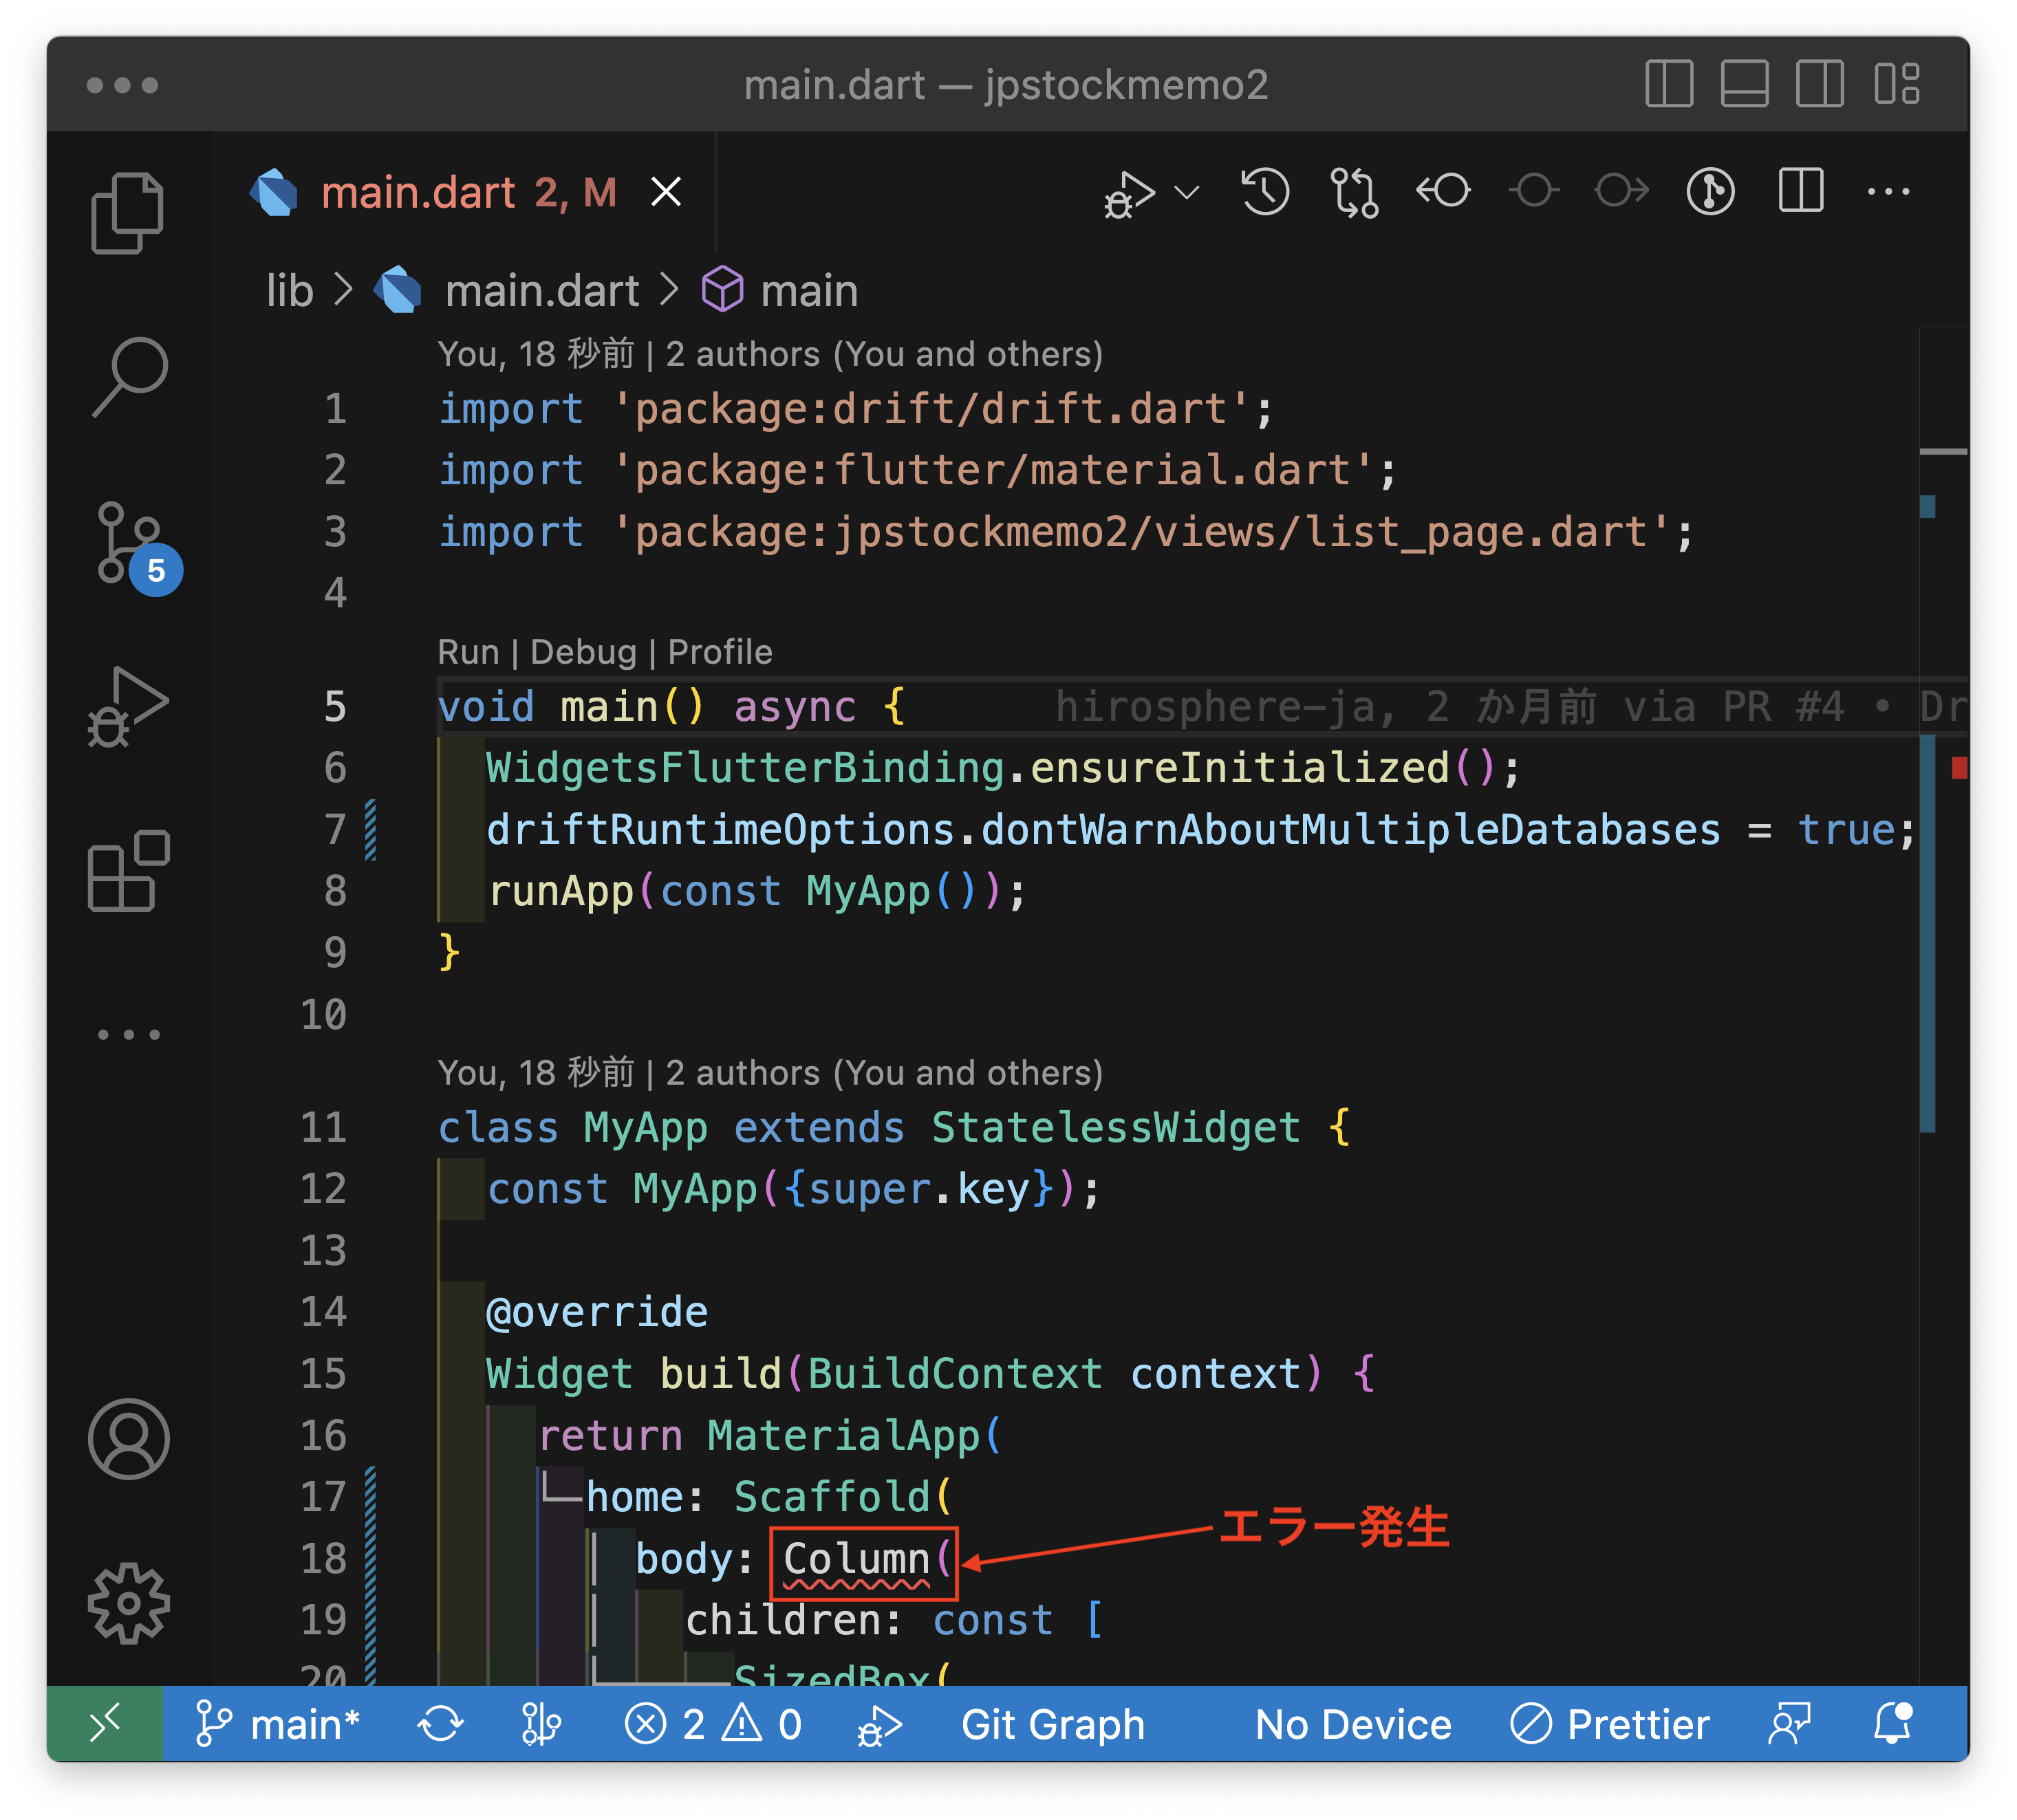 main.dart — jpstockmemo2
main.dart 2, M
lib > main.dart > main
You, 18 秒前 | 2 authors (You and others)
1 import 'package:drift/drift.dart';
2 import 'package:flutter/material.dart';
3 import 'package:jpstockmemo2/views/list_page.dart';
4
Run | Debug | Profile
5 void main() async { hirosphere-ja, 2 か月前 via PR #4 • Dr
6 WidgetsFlutterBinding.ensureInitialized();
7 driftRuntimeOptions.dontWarnAboutMultipleDatabases = true;
8 runApp(const MyApp());
9 }
10
You, 18 秒前 | 2 authors (You and others)
11 class MyApp extends StatelessWidget {
12 const MyApp({super.key});
13
14 @override
15 Widget build(BuildContext context) {
16 return MaterialApp(
17 home: Scaffold(
エラー発生
18 body: Column(
19 children: const [
20 SizedBox(
5
main* 2 0 Git Graph No Device Prettier